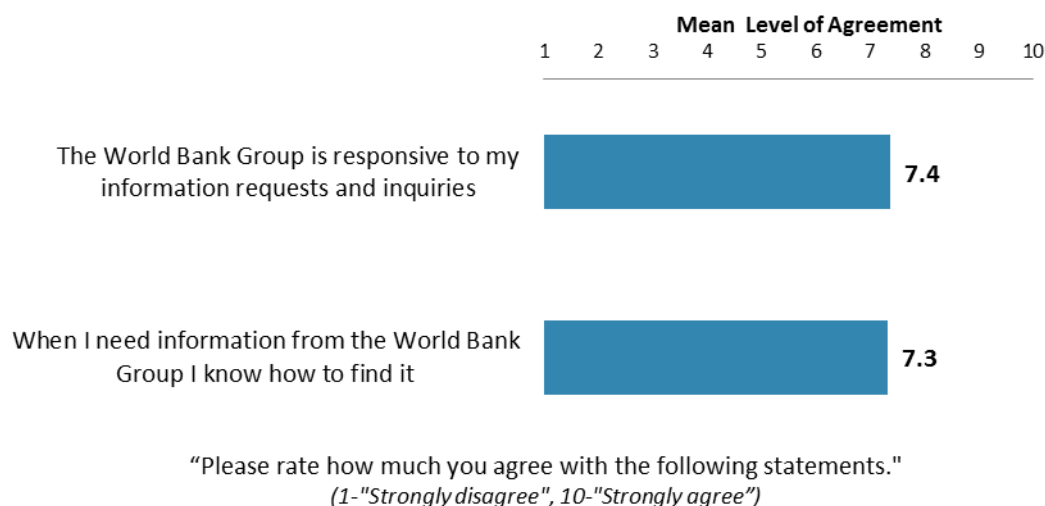 Mean Level of Agreement
1 2 3 4 5 6 7 8 9 10
The World Bank Group is responsive to my
information requests and inquiries
7.4
When I need information from the World Bank
Group I know how to find it
7.3
“Please rate how much you agree with the following statements."
(1-"Strongly disagree", 10-"Strongly agree”)